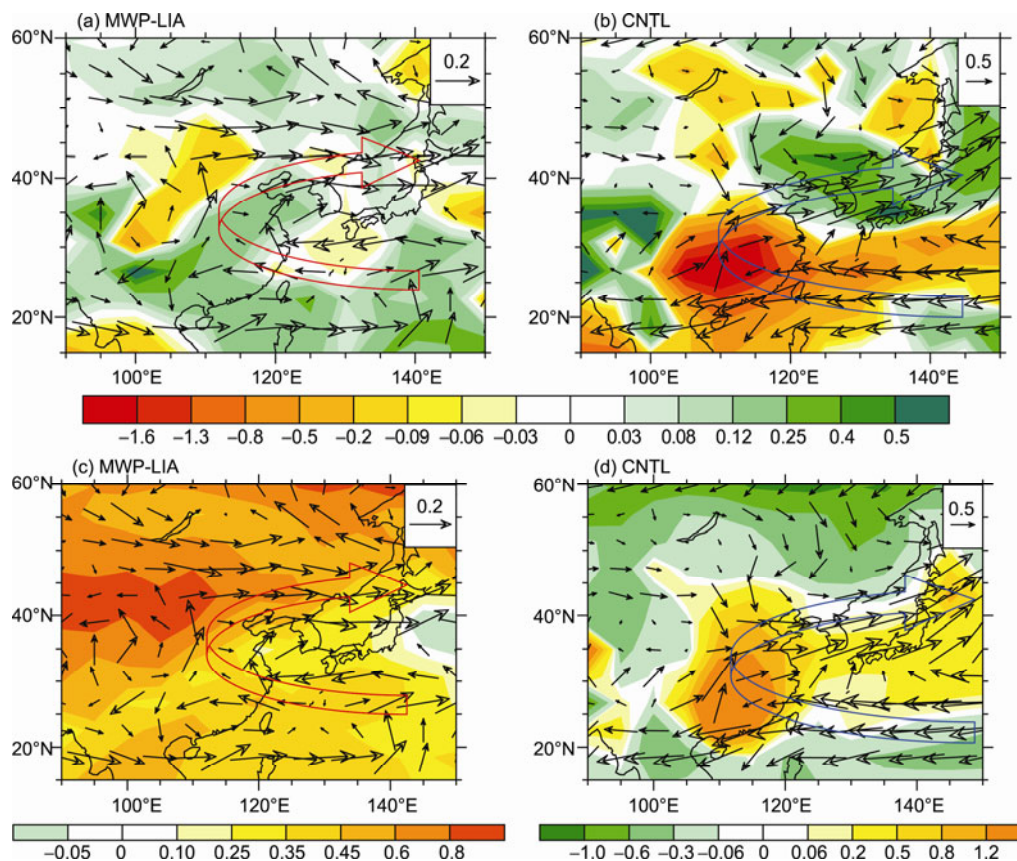 (a) MWP-LIA
(b) CNTL
60°N
40°N
20°N
0.2
100°E 120°E 140°E
60°N
40°N
20°N
0.5
100°E 120°E 140°E
−1.6 −1.3 −0.8 −0.5 −0.2 −0.09 −0.06 −0.03 0 0.03 0.08 0.12 0.25 0.4 0.5
(c) MWP-LIA
(d) CNTL
60°N
40°N
20°N
0.2
100°E 120°E 140°E
60°N
40°N
20°N
0.5
100°E 120°E 140°E
−0.05 0 0.10 0.25 0.35 0.45 0.6 0.8
−1.0 −0.6 −0.3 −0.06 0 0.06 0.2 0.5 0.8 1.2